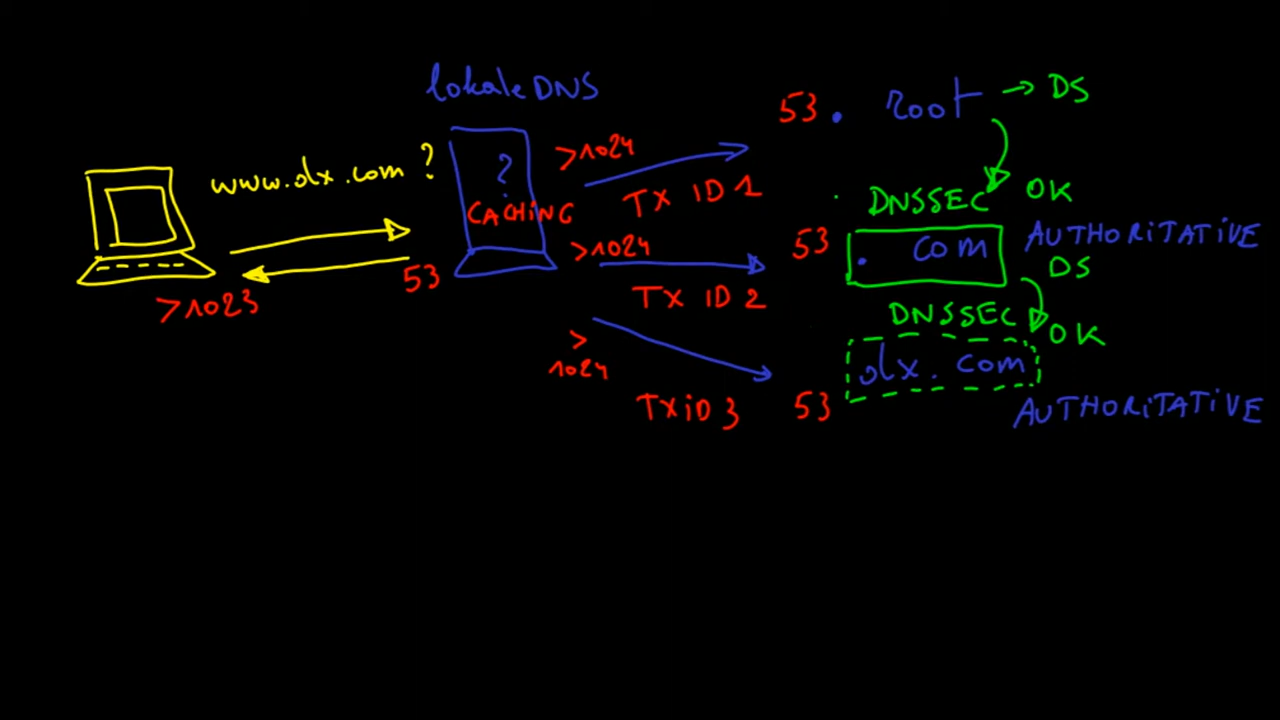 lokale DNS
53 . root → DS
>1024
www.olx.com ?
?
TX ID 1
DNSSEC OK
CACHING
AUTHORiTATiVE
53 . com
>1024
53
DS
>1023
TX ID 2
DNSSEC OK
>1024
olx.com
TXiD 3
53
AUTHORiTATiVE